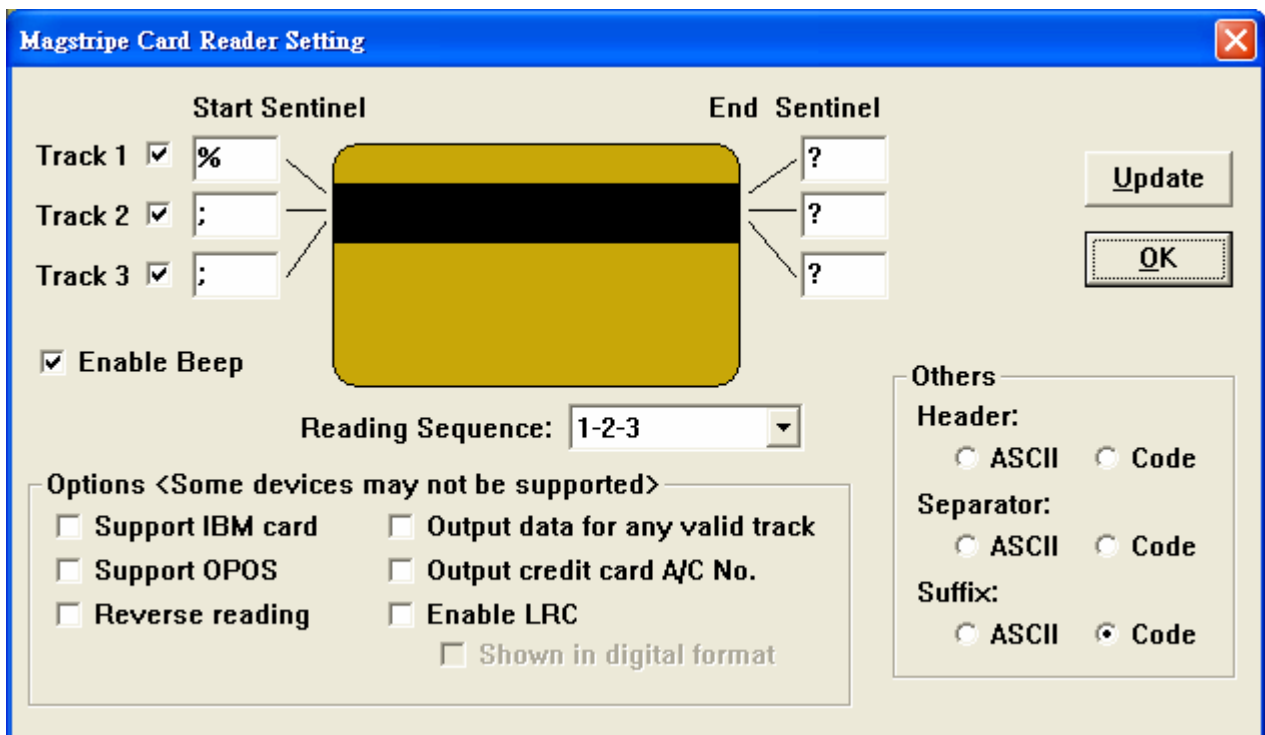 Magstripe Card Reader Setting
Start Sentinel
End Sentinel
Track 1 % ?
Track 2 ; ?
Track 3 ; ?
Update
OK
Enable Beep
Reading Sequence: 1-2-3
Options <Some devices may not be supported>
Support IBM card
Output data for any valid track
Support OPOS
Output credit card A/C No.
Reverse reading
Enable LRC
Shown in digital format
Others
Header:
ASCII Code
Separator:
ASCII Code
Suffix:
ASCII Code